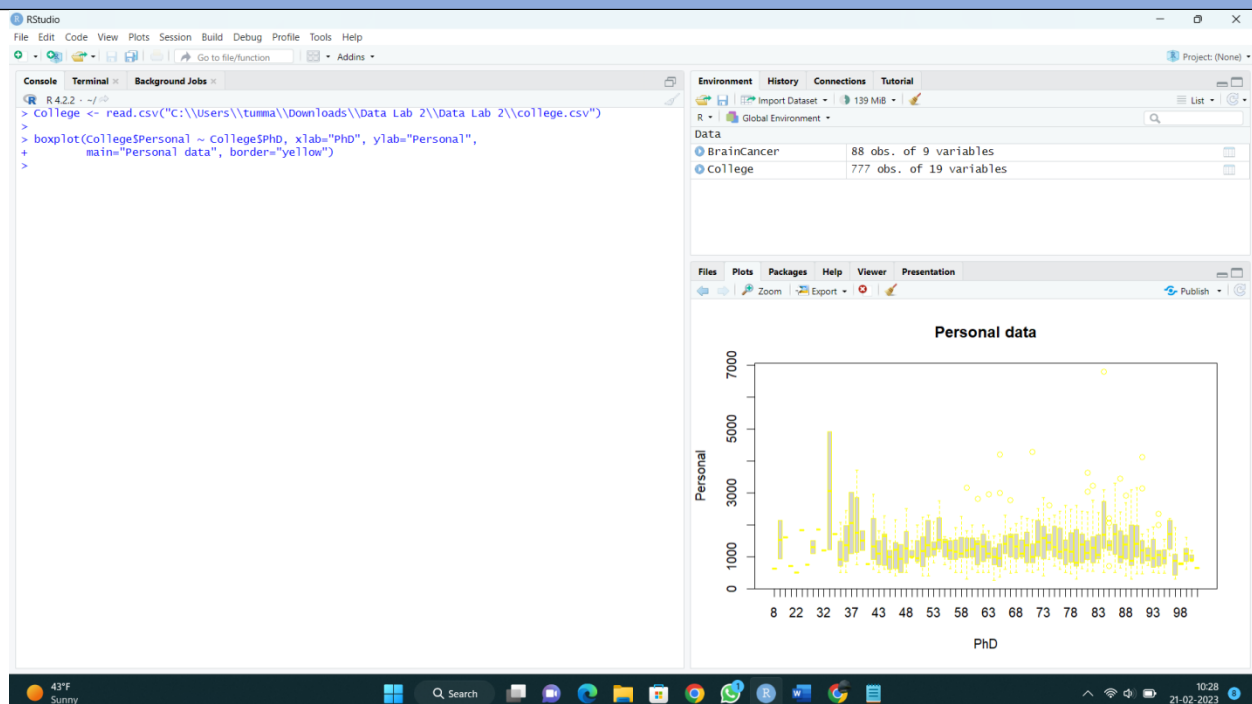 RStudio
File Edit Code View Plots Session Build Debug Profile Tools Help
Go to file/function Addins Project: (None)
Console Terminal Background Jobs
R 4.2.2 · ~/
> College <- read.csv("C:\\Users\\tumma\\Downloads\\Data Lab 2\\Data Lab 2\\college.csv")
>
> boxplot(College$Personal ~ College$PhD, xlab="PhD", ylab="Personal",
+ main="Personal data", border="yellow")
>
Environment History Connections Tutorial
Import Dataset 139 MiB List
R Global Environment
Data
BrainCancer 88 obs. of 9 variables
College 777 obs. of 19 variables
Files Plots Packages Help Viewer Presentation
Zoom Export Publish
Personal data
7000
5000
3000
1000
0
Personal
8 22 32 37 43 48 53 58 63 68 73 78 83 88 93 98
PhD
43°F
Sunny
Search
10:28
21-02-2023
8